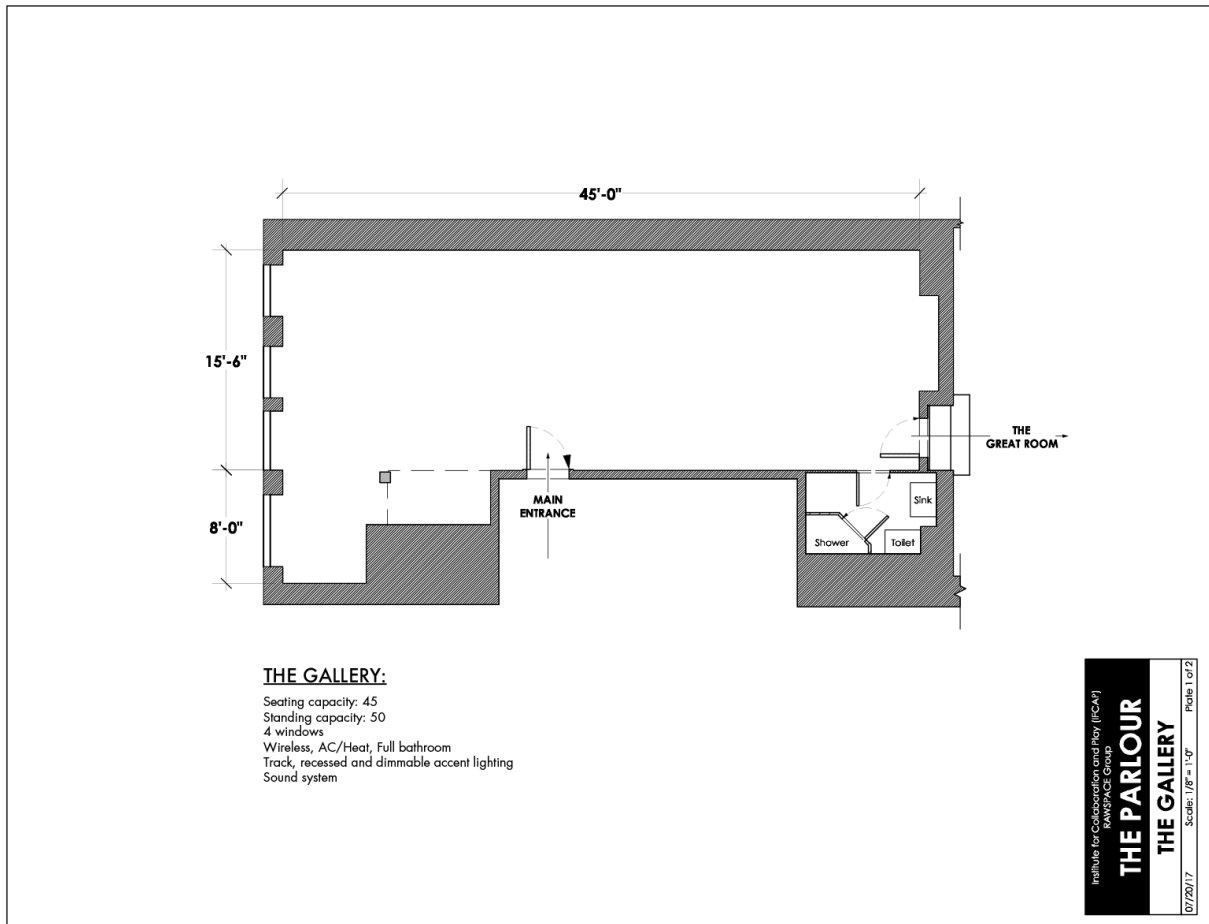 45'-0"
15'-6"
8'-0"
MAIN
ENTRANCE
THE
GREAT ROOM
Sink
Shower
Toilet
THE GALLERY:
Seating capacity: 45
Standing capacity: 50
4 windows
Wireless, AC/Heat, Full bathroom
Track, recessed and dimmable accent lighting
Sound system
Institute for Collaboration and Play (IFCAP)
RAWSPACE Group
THE PARLOUR
THE GALLERY
07/20/17 Scale: 1/8" = 1'-0" Plate 1 of 2